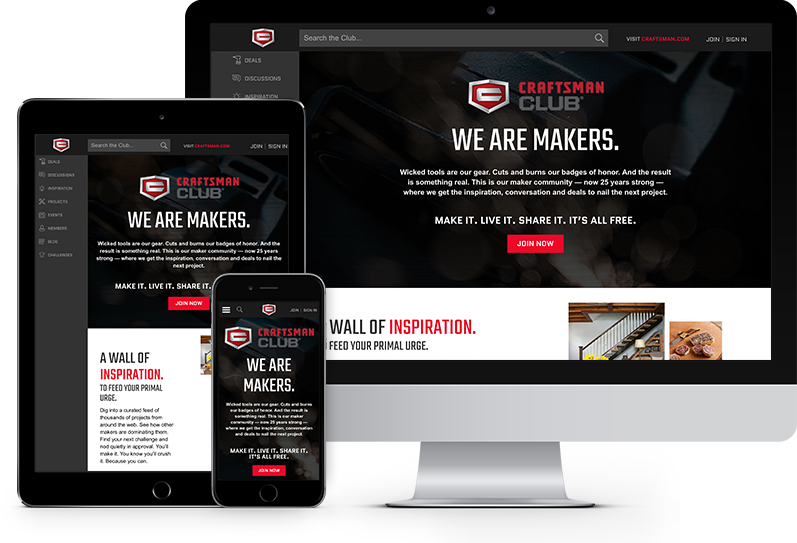 Search the Club...
VISIT CRAFTSMAN.COM
JOIN | SIGN IN
DEALS
DISCUSSIONS
INSPIRATION
CRAFTSMAN
CLUB®
WE ARE MAKERS.
Wicked tools are our gear. Cuts and burns our badges of honor. And the result
is something real. This is our maker community — now 25 years strong —
where we get the inspiration, conversation and deals to nail the next project.
MAKE IT. LIVE IT. SHARE IT. IT'S ALL FREE.
JOIN NOW
WALL OF INSPIRATION.
FEED YOUR PRIMAL URGE.
Search the Club...
VISIT CRAFTSMAN.COM
JOIN | SIGN IN
DEALS
DISCUSSIONS
INSPIRATION
PROJECTS
EVENTS
MEMBERS
BLOG
CHALLENGES
CRAFTSMAN
CLUB®
WE ARE MAKERS.
Wicked tools are our gear. Cuts and burns our badges of honor. And the
result is something real. This is our maker community — now 25 years
strong — where we get the inspiration, conversation and deals to nail the
next project.
MAKE IT. LIVE IT. SHARE IT.
JOIN NOW
A WALL OF
INSPIRATION.
TO FEED YOUR PRIMAL
URGE.
Dig into a curated feed of
thousands of projects from
around the web. See how other
makers are dominating them.
Find your next challenge and
nod quietly in approval. You'll
make it. You know you'll crush
it. Because you can.
JOIN | SIGN IN
CRAFTSMAN
CLUB®
WE ARE
MAKERS.
Wicked tools are our gear. Cuts and burns
our badges of honor. And the result is
something real. This is our maker
community — now 25 years strong —
where we get the inspiration, conversation
and deals to nail the next project.
MAKE IT. LIVE IT. SHARE IT.
IT'S ALL FREE.
JOIN NOW